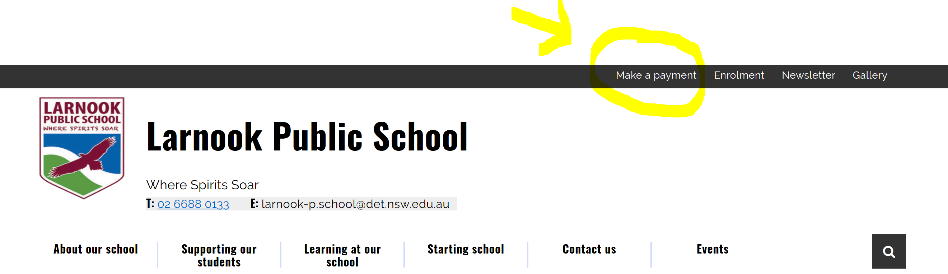 Make a payment Enrolment Newsletter Gallery
LARNOOK
PUBLIC SCHOOL
WHERE SPIRITS SOAR
Larnook Public School
Where Spirits Soar
T: 02 6688 0133 E: larnook-p.school@det.nsw.edu.au
About our school
Supporting our
students
Learning at our
school
Starting school
Contact us
Events